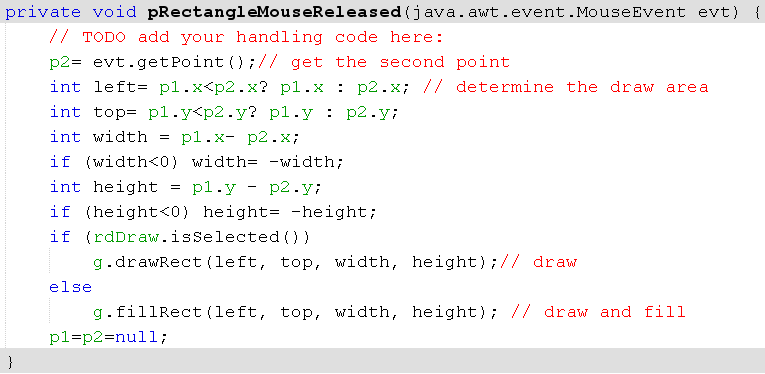 private void pRectangleMouseReleased(java.awt.event.MouseEvent evt) {
// TODO add your handling code here:
p2= evt.getPoint();// get the second point
int left= p1.x<p2.x? p1.x : p2.x; // determine the draw area
int top= p1.y<p2.y? p1.y : p2.y;
int width = p1.x- p2.x;
if (width<0) width= -width;
int height = p1.y - p2.y;
if (height<0) height= -height;
if (rdDraw.isSelected())
g.drawRect(left, top, width, height);// draw
else
g.fillRect(left, top, width, height); // draw and fill
p1=p2=null;
}